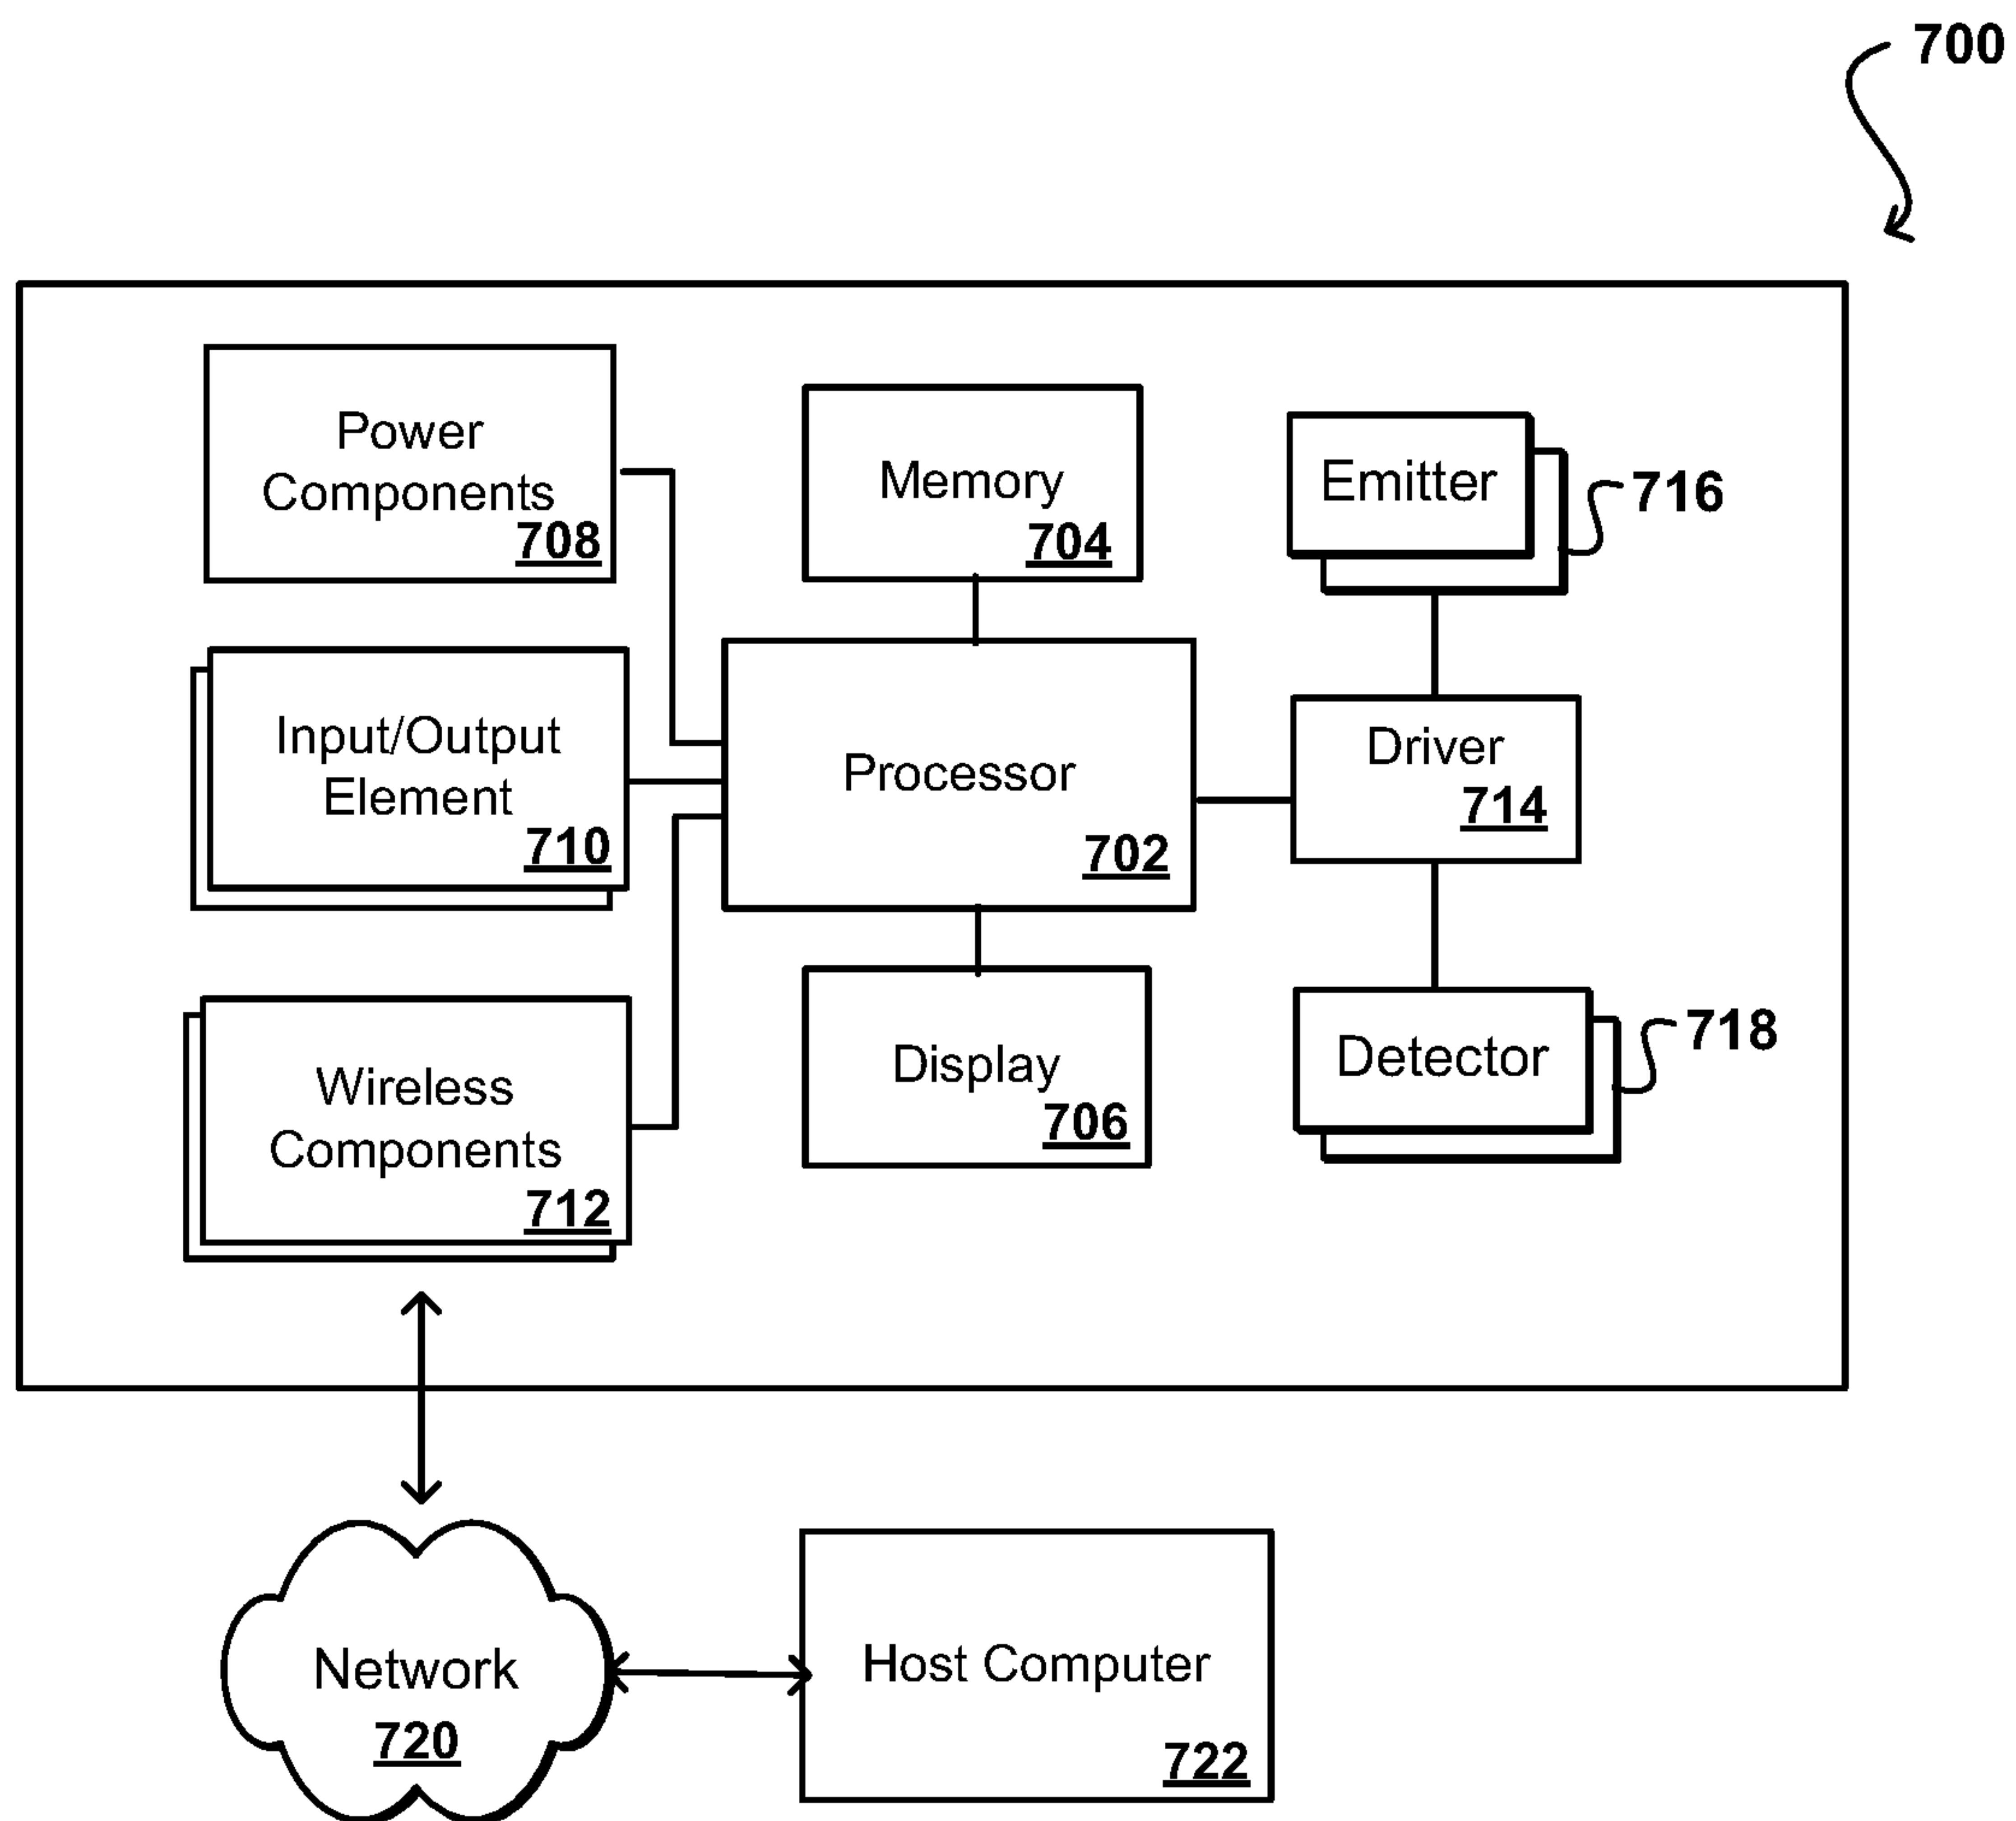 700
Power
Components
708
Memory
704
Emitter
716
Input/Output
Element
710
Processor
702
Driver
714
Wireless
Components
712
Display
706
Detector
718
Network
720
Host Computer
722